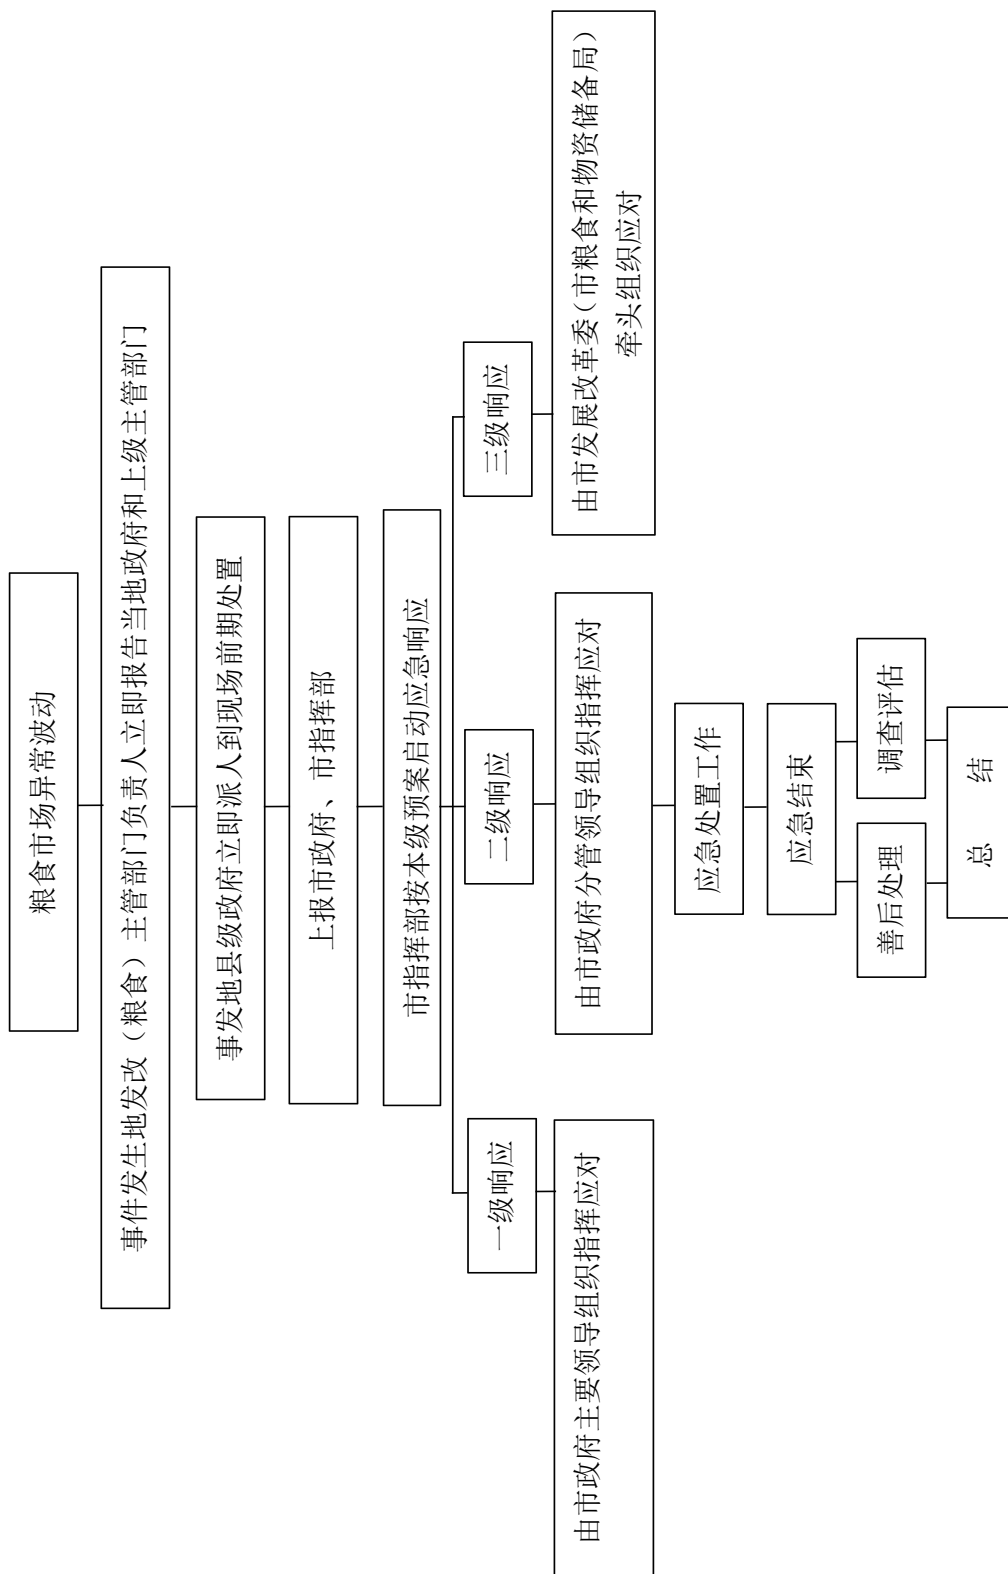 粮食市场异常波动
事件发生地发改（粮食）主管部门负责人立即报告当地政府和上级主管部门
事发地县级政府立即派人到现场前期处置
上报市政府、市指挥部
市指挥部按本级预案启动应急响应
一级响应
二级响应
三级响应
由市政府主要领导组织指挥应对
由市政府分管领导组织指挥应对
由市发展改革委（市粮食和物资储备局）
牵头组织应对
应急处置工作
应急结束
善后处理
调查评估
总 结